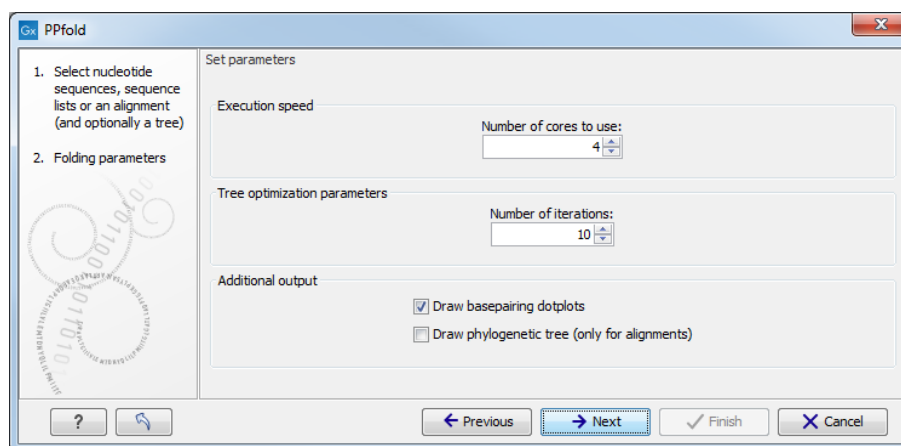 Gx PPfold
1. Select nucleotide
sequences, sequence
lists or an alignment
(and optionally a tree)
2. Folding parameters
Set parameters
Execution speed
Number of cores to use:
4
Tree optimization parameters
Number of iterations:
10
Additional output
Draw basepairing dotplots
Draw phylogenetic tree (only for alignments)
?
Previous
Next
Finish
Cancel